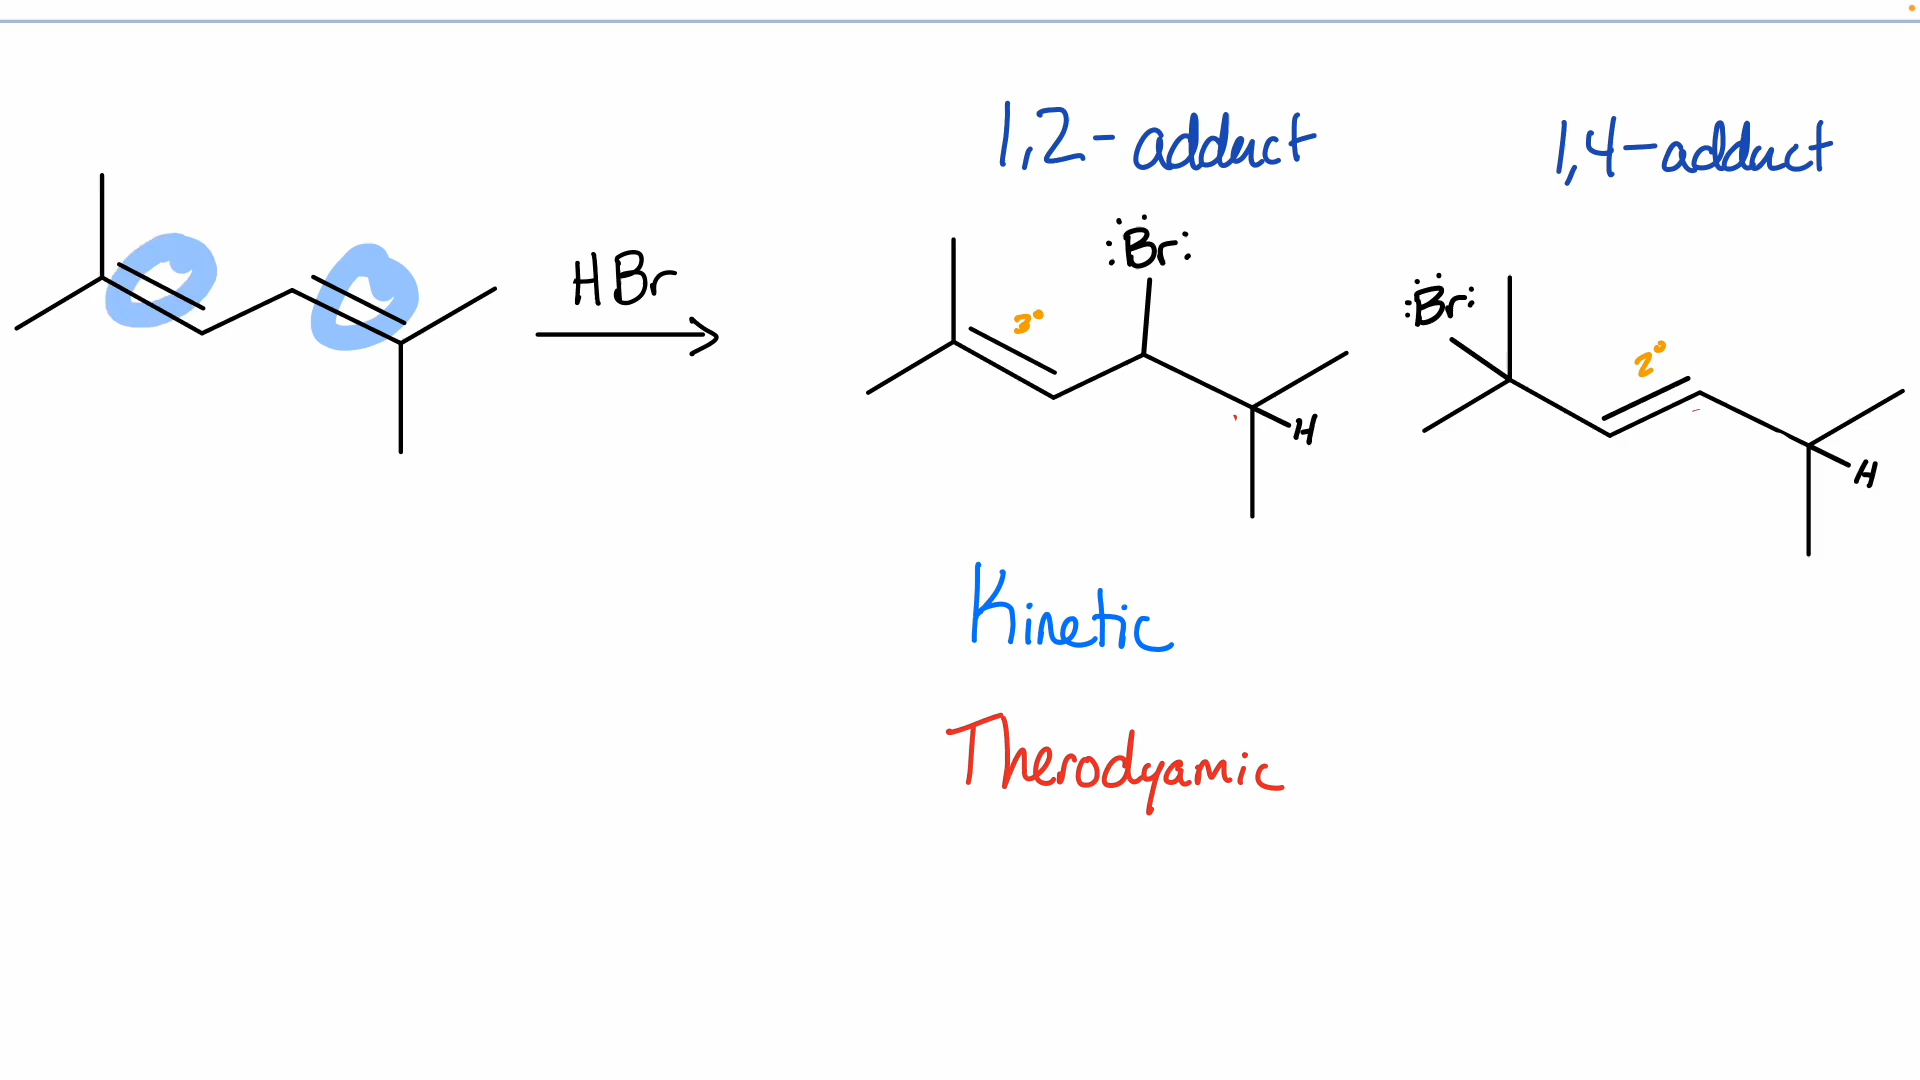 1,2-adduct
1,4-adduct
:Br:
HBr
:Br:
3°
2°
H
H
Kinetic
Therodyamic